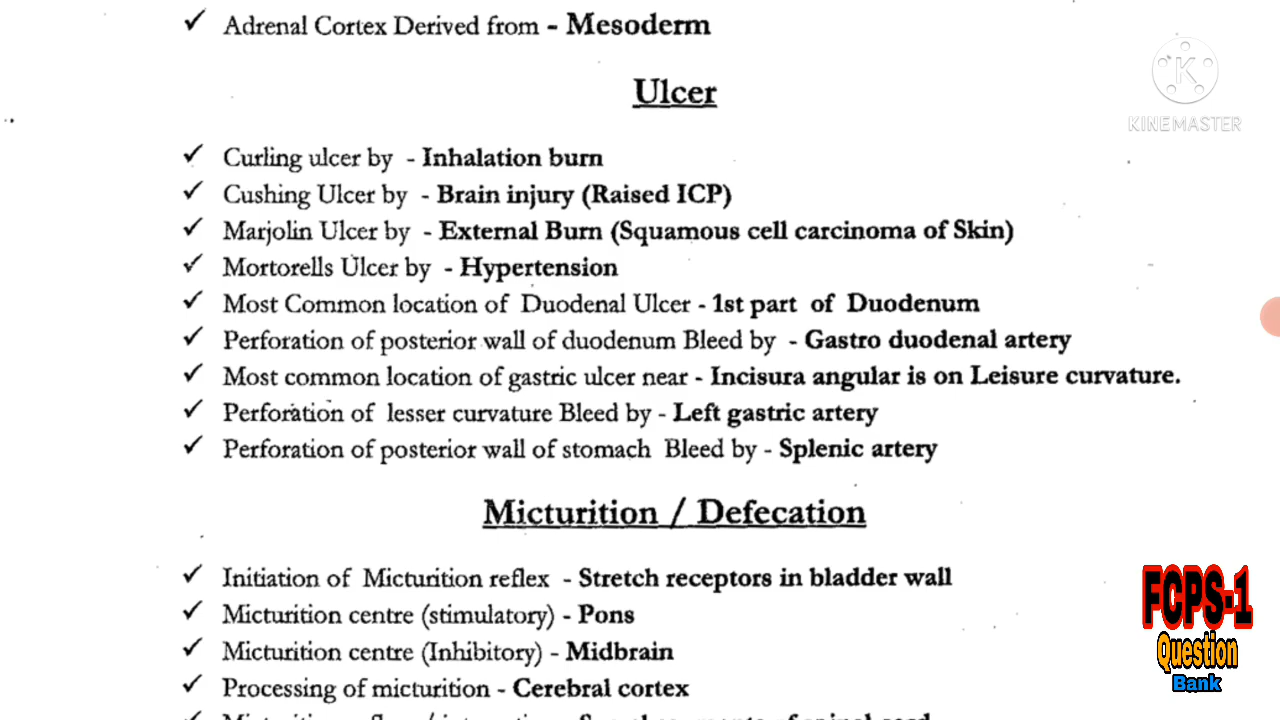 ✓ Adrenal Cortex Derived from - Mesoderm
KINEMASTER
Ulcer
✓ Curling ulcer by - Inhalation burn
✓ Cushing Ulcer by - Brain injury (Raised ICP)
✓ Marjolin Ulcer by - External Burn (Squamous cell carcinoma of Skin)
✓ Mortorells Ulcer by - Hypertension
✓ Most Common location of Duodenal Ulcer - 1st part of Duodenum
✓ Perforation of posterior wall of duodenum Bleed by - Gastro duodenal artery
✓ Most common location of gastric ulcer near - Incisura angular is on Leisure curvature.
✓ Perforation of lesser curvature Bleed by - Left gastric artery
✓ Perforation of posterior wall of stomach Bleed by - Splenic artery
Micturition / Defecation
✓ Initiation of Micturition reflex - Stretch receptors in bladder wall
✓ Micturition centre (stimulatory) - Pons
✓ Micturition centre (Inhibitory) - Midbrain
✓ Processing of micturition - Cerebral cortex
FCPS-1
Question
Bank